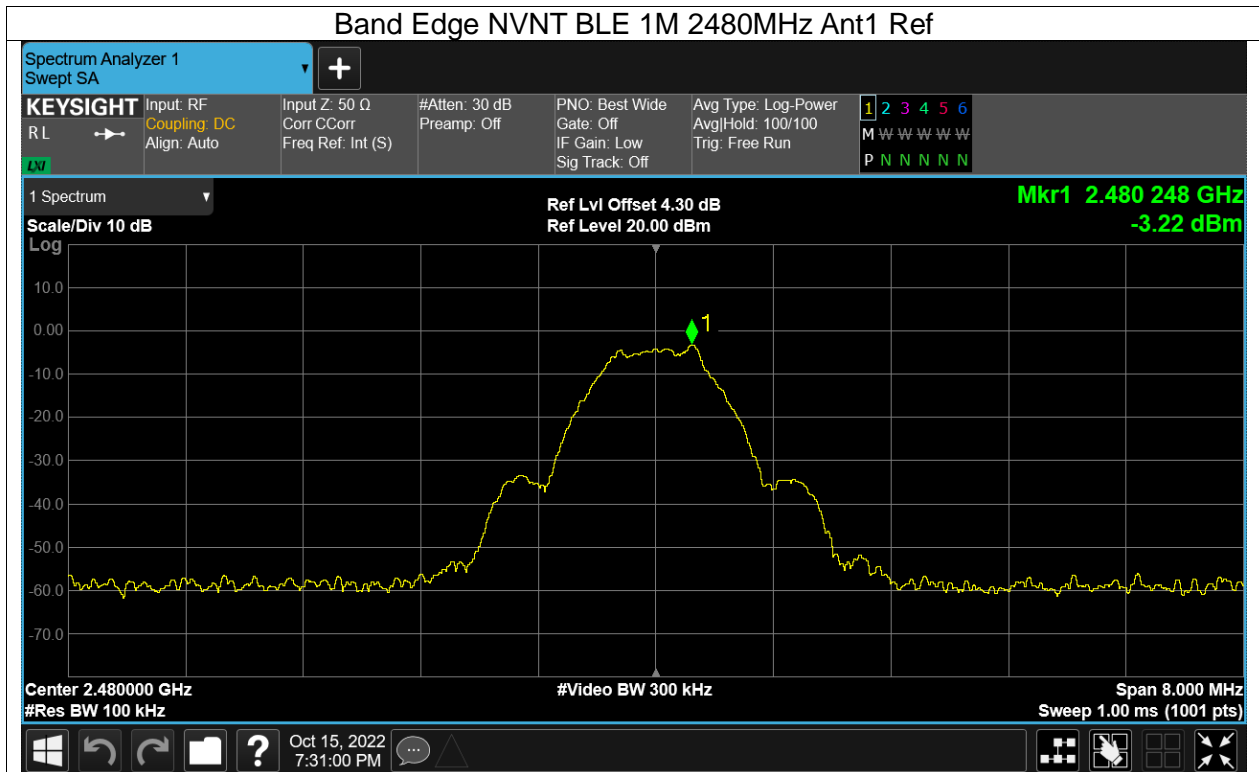 Band Edge NVNT BLE 1M 2480MHz Ant1 Ref
Spectrum Analyzer 1
Swept SA
KEYSIGHT
R L
LXI
Input: RF
Coupling: DC
Align: Auto
Input Z: 50 Ω
Corr CCorr
Freq Ref: Int (S)
#Atten: 30 dB
Preamp: Off
PNO: Best Wide
Gate: Off
IF Gain: Low
Sig Track: Off
Avg Type: Log-Power
Avg|Hold: 100/100
Trig: Free Run
1 2 3 4 5 6
M W W W W W
P N N N N N
1 Spectrum
Scale/Div 10 dB
Ref Lvl Offset 4.30 dB
Ref Level 20.00 dBm
Mkr1 2.480 248 GHz
-3.22 dBm
Log
10.0
0.00
-10.0
-20.0
-30.0
-40.0
-50.0
-60.0
-70.0
1
Center 2.480000 GHz
#Res BW 100 kHz
#Video BW 300 kHz
Span 8.000 MHz
Sweep 1.00 ms (1001 pts)
?
Oct 15, 2022
7:31:00 PM